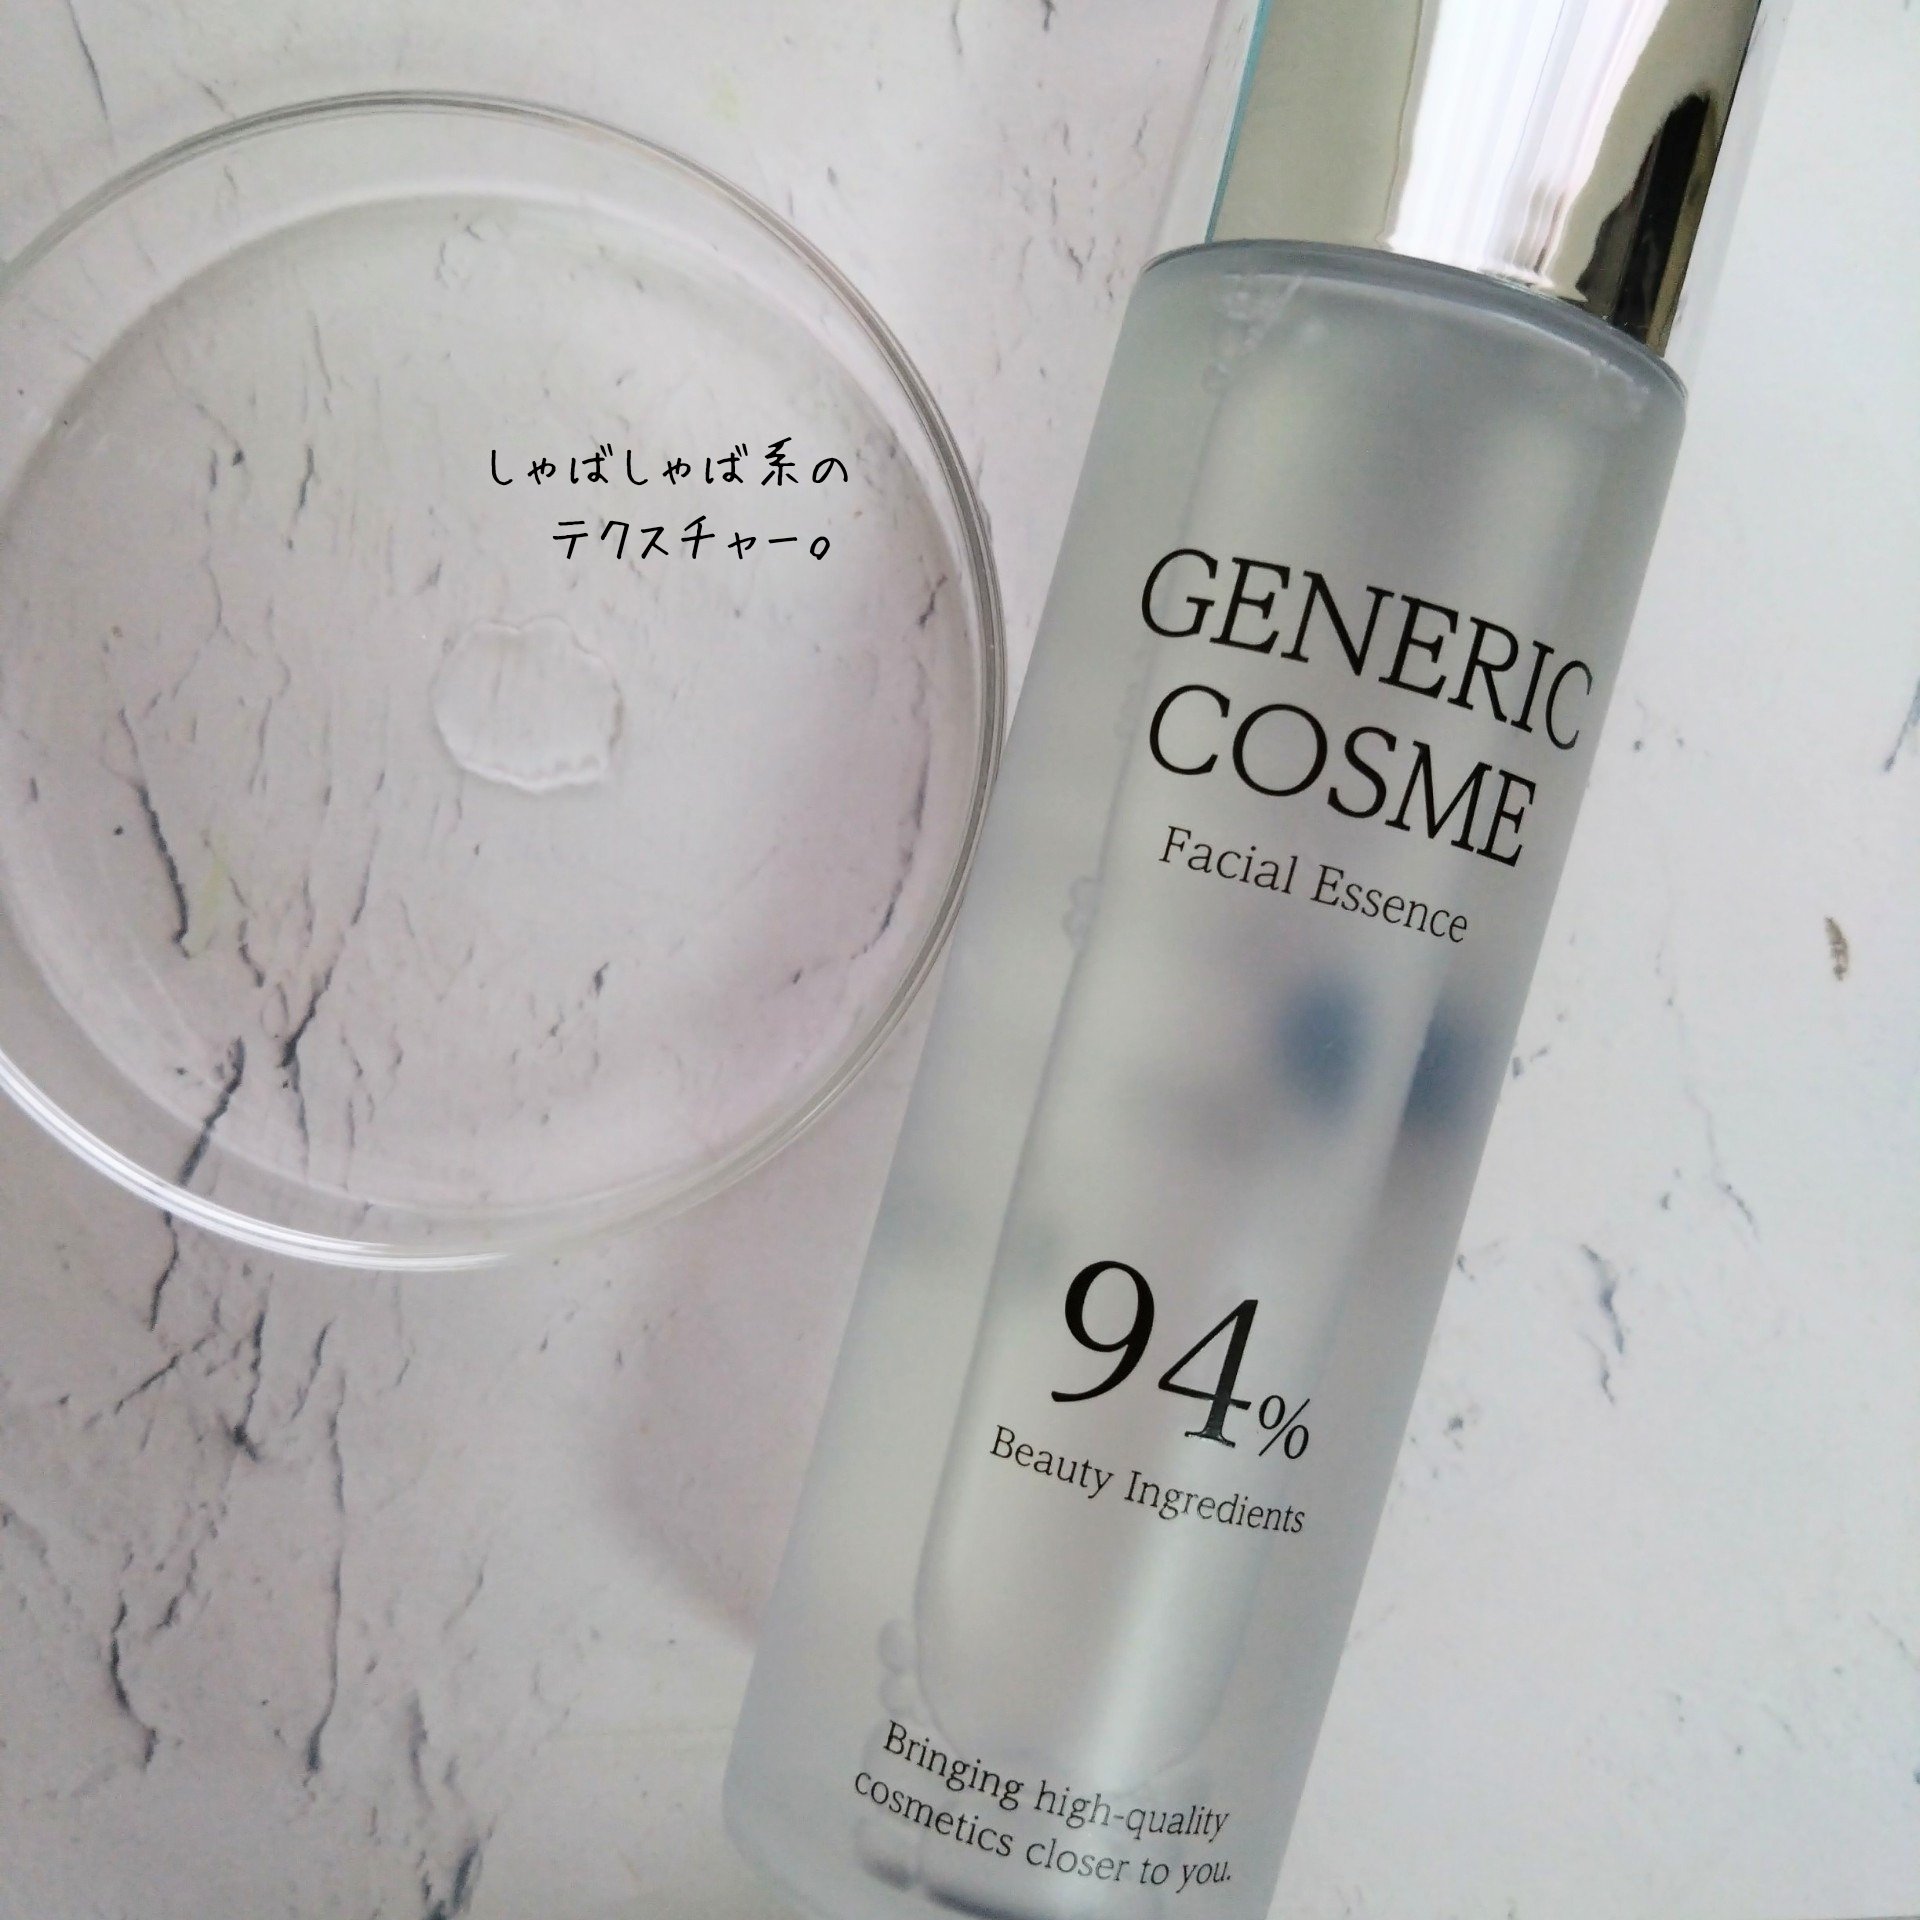 しゃばしゃば系の
テクスチャー。
GENERIC
COSME
Facial Essence
94%
Beauty Ingredients
Bringing high-quality
cosmetics closer to you.